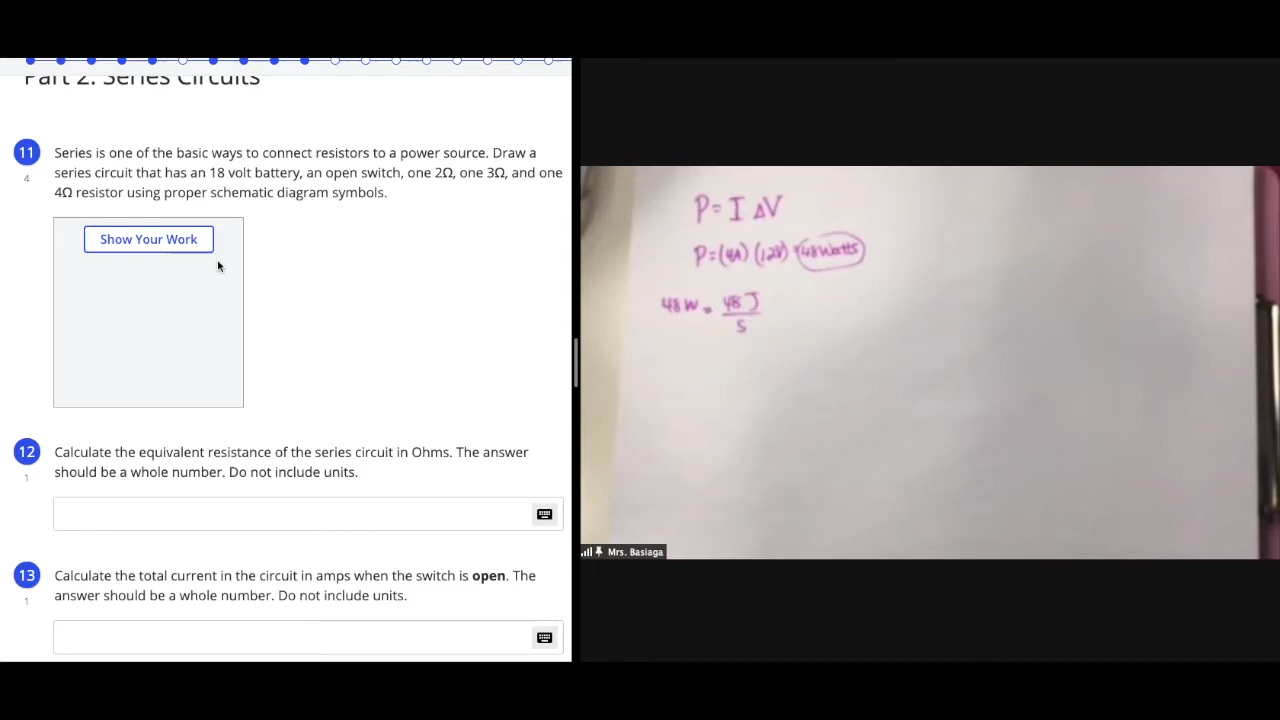 Part 2: Series Circuits
11
4
Series is one of the basic ways to connect resistors to a power source. Draw a
series circuit that has an 18 volt battery, an open switch, one 2Ω, one 3Ω, and one
4Ω resistor using proper schematic diagram symbols.
Show Your Work
12
1
Calculate the equivalent resistance of the series circuit in Ohms. The answer
should be a whole number. Do not include units.
13
1
Calculate the total current in the circuit in amps when the switch is open. The
answer should be a whole number. Do not include units.
P = I ΔV
P = (4A) (12V) = 48 Watts
48 W = 48 J
S
Mrs. Basiaga